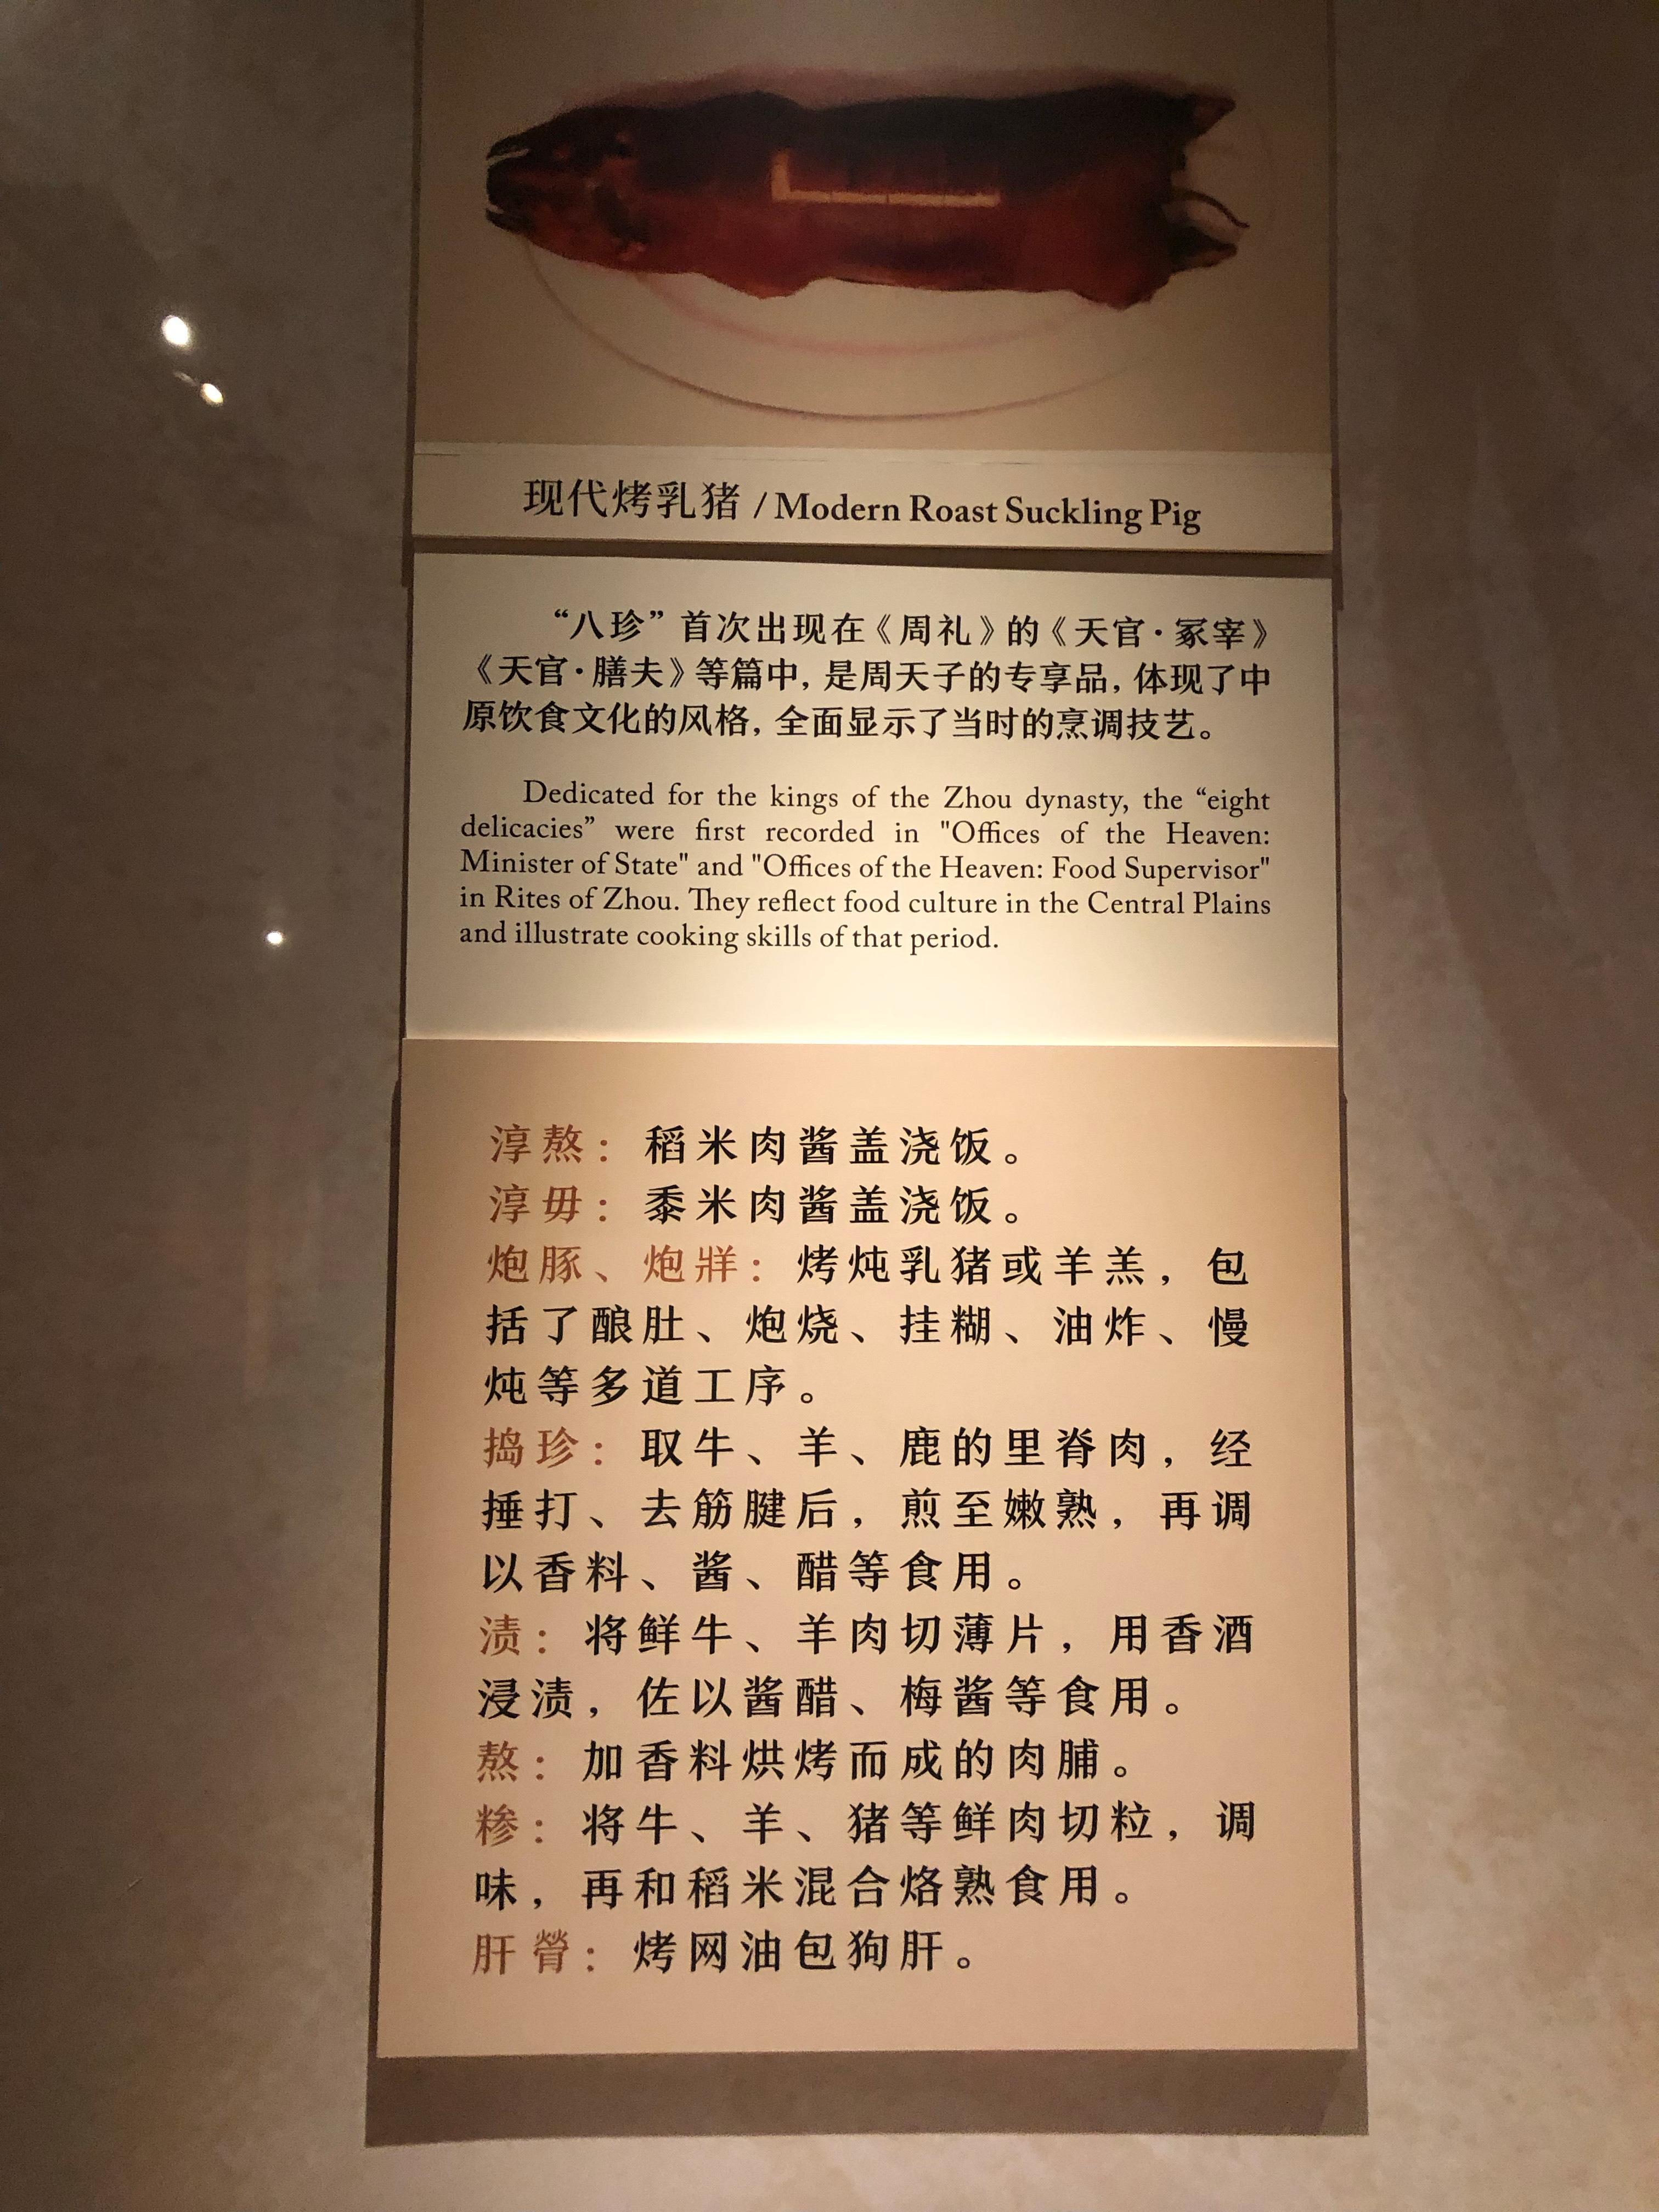 现代烤乳猪 / Modern Roast Suckling Pig
“八珍”首次出现在《周礼》的《天官·冢宰》
《天官·膳夫》等篇中, 是周天子的专享品, 体现了中
原饮食文化的风格, 全面显示了当时的烹调技艺。
Dedicated for the kings of the Zhou dynasty, the “eight
delicacies” were first recorded in "Offices of the Heaven:
Minister of State" and "Offices of the Heaven: Food Supervisor"
in Rites of Zhou. They reflect food culture in the Central Plains
and illustrate cooking skills of that period.
淳熬：稻米肉酱盖浇饭。
淳毋：黍米肉酱盖浇饭。
炮豚、炮牂：烤炖乳猪或羊羔，包
括了酿肚、炮烧、挂糊、油炸、慢
炖等多道工序。
捣珍：取牛、羊、鹿的里脊肉，经
捶打、去筋腱后，煎至嫩熟，再调
以香料、酱、醋等食用。
渍：将鲜牛、羊肉切薄片，用香酒
浸渍，佐以酱醋、梅酱等食用。
熬：加香料烘烤而成的肉脯。
糁：将牛、羊、猪等鲜肉切粒，调
味，再和稻米混合烙熟食用。
肝膋：烤网油包狗肝。